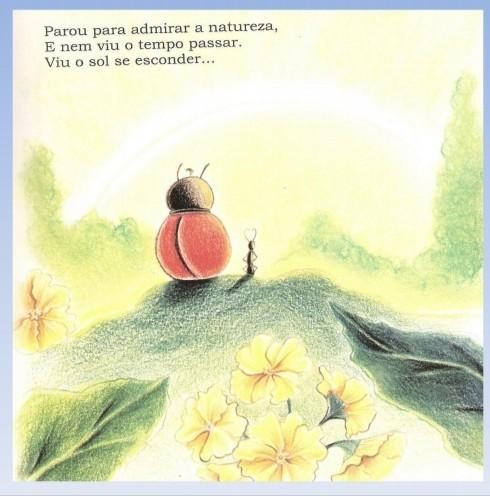 Parou para admirar a natureza,
E nem viu o tempo passar.
Viu o sol se esconder...